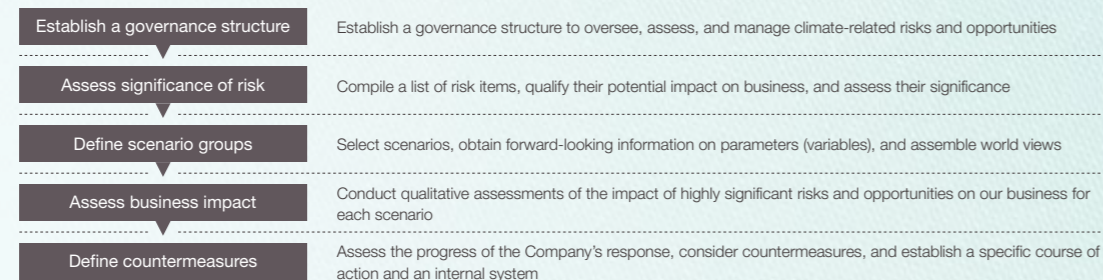 Establish a governance structure
Establish a governance structure to oversee, assess, and manage climate-related risks and opportunities
Assess significance of risk
Compile a list of risk items, qualify their potential impact on business, and assess their significance
Define scenario groups
Select scenarios, obtain forward-looking information on parameters (variables), and assemble world views
Assess business impact
Conduct qualitative assessments of the impact of highly significant risks and opportunities on our business for
each scenario
Define countermeasures
Assess the progress of the Company's response, consider countermeasures, and establish a specific course of
action and an internal system